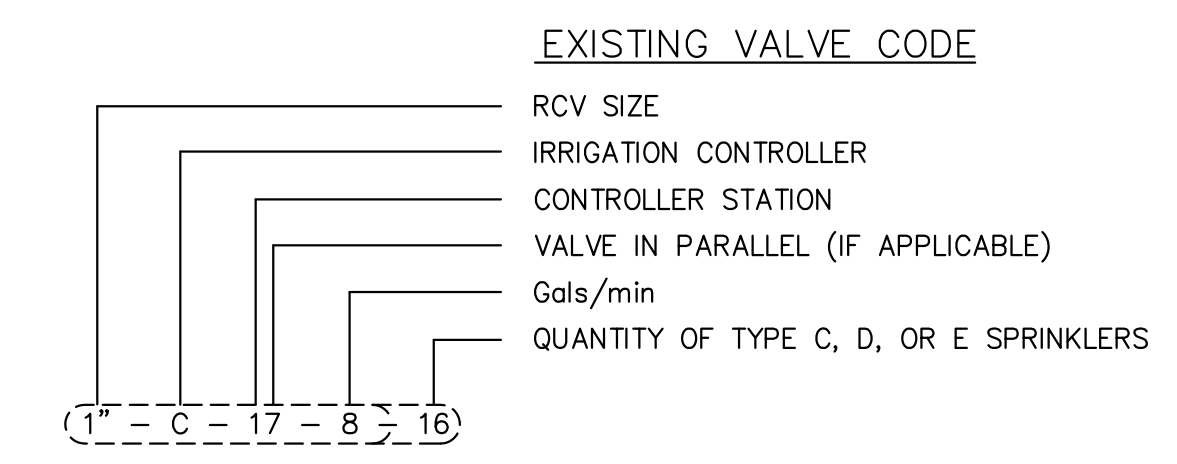 EXISTING VALVE CODE
RCV SIZE
IRRIGATION CONTROLLER
CONTROLLER STATION
VALVE IN PARALLEL (IF APPLICABLE)
Gals/min
QUANTITY OF TYPE C, D, OR E SPRINKLERS
1" - C - 17 - 8 - 16